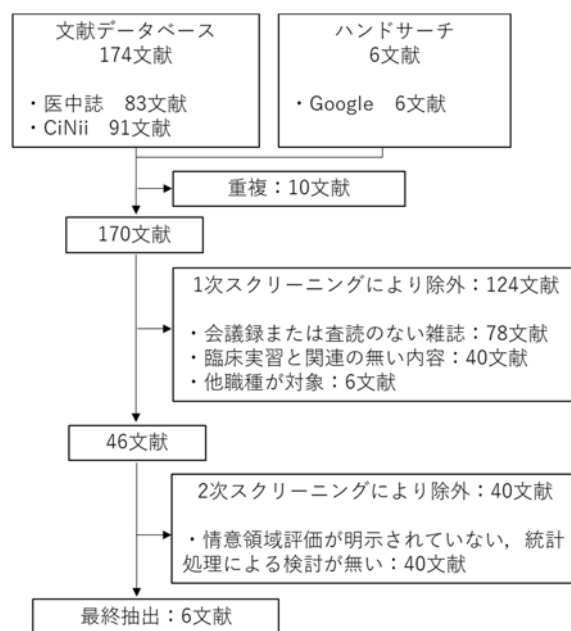 文献データベース
174文献
・医中誌　83文献
・CiNii　91文献
ハンドサーチ
6文献
・Google　6文献
重複：10文献
170文献
1次スクリーニングにより除外：124文献
・会議録または査読のない雑誌：78文献
・臨床実習と関連の無い内容：40文献
・他職種が対象：6文献
46文献
2次スクリーニングにより除外：40文献
・情意領域評価が明示されていない，統計
処理による検討が無い：40文献
最終抽出：6文献